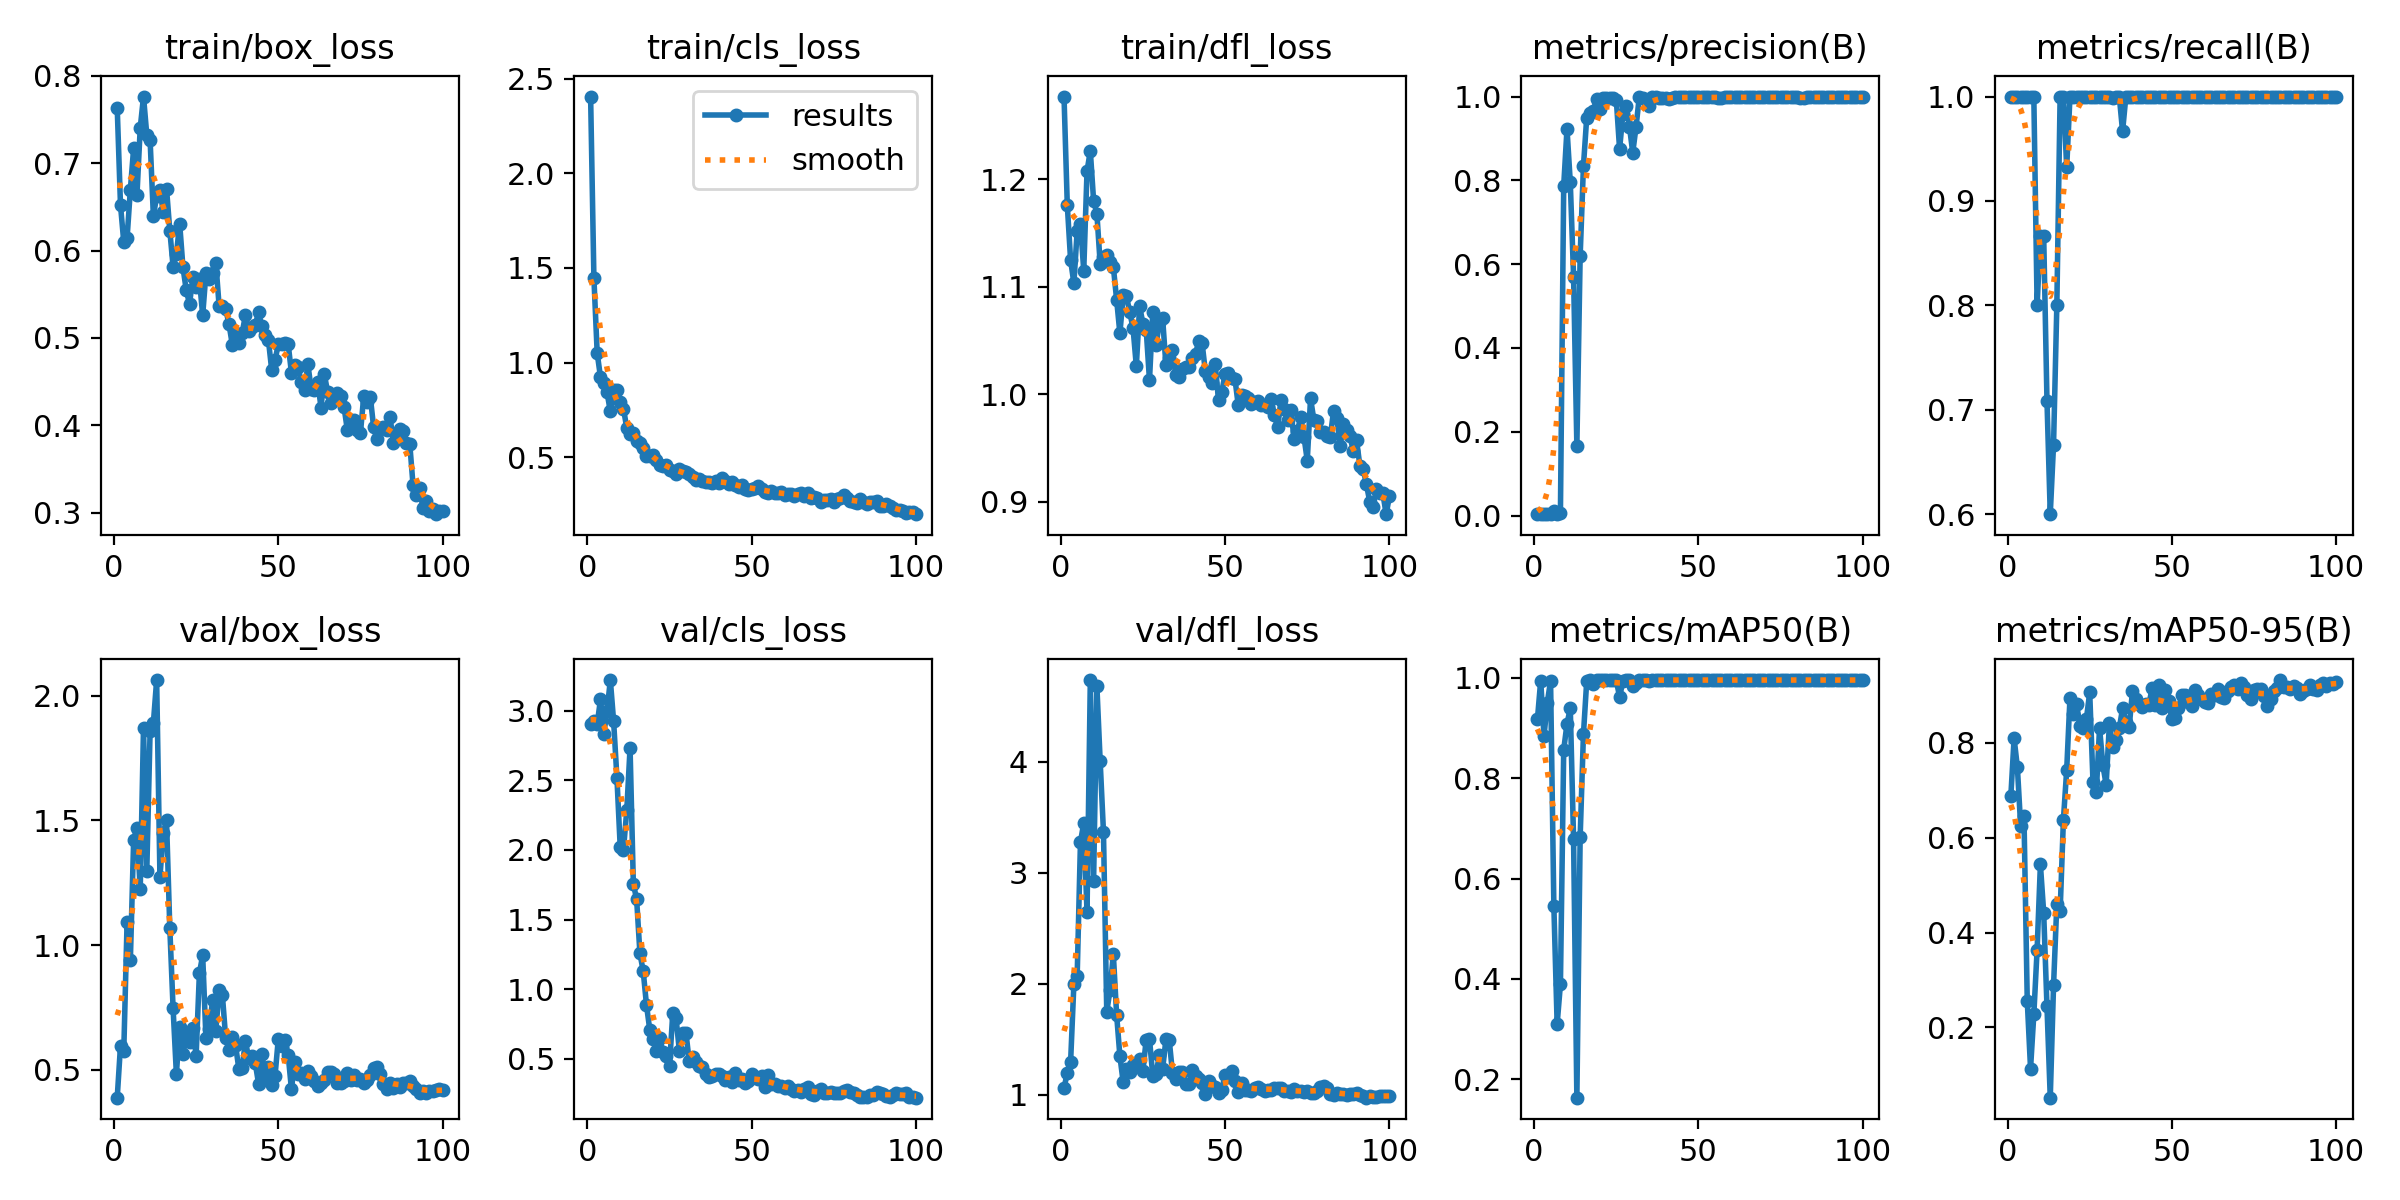 train/box_loss
0.8
0.7
0.6
0.5
0.4
0.3
0 50 100
train/cls_loss
2.5
2.0
1.5
1.0
0.5
results
smooth
0 50 100
train/dfl_loss
1.2
1.1
1.0
0.9
0 50 100
metrics/precision(B)
1.0
0.8
0.6
0.4
0.2
0.0
0 50 100
metrics/recall(B)
1.0
0.9
0.8
0.7
0.6
0 50 100
val/box_loss
2.0
1.5
1.0
0.5
0 50 100
val/cls_loss
3.0
2.5
2.0
1.5
1.0
0.5
0 50 100
val/dfl_loss
4
3
2
1
0 50 100
metrics/mAP50(B)
1.0
0.8
0.6
0.4
0.2
0 50 100
metrics/mAP50-95(B)
0.8
0.6
0.4
0.2
0 50 100